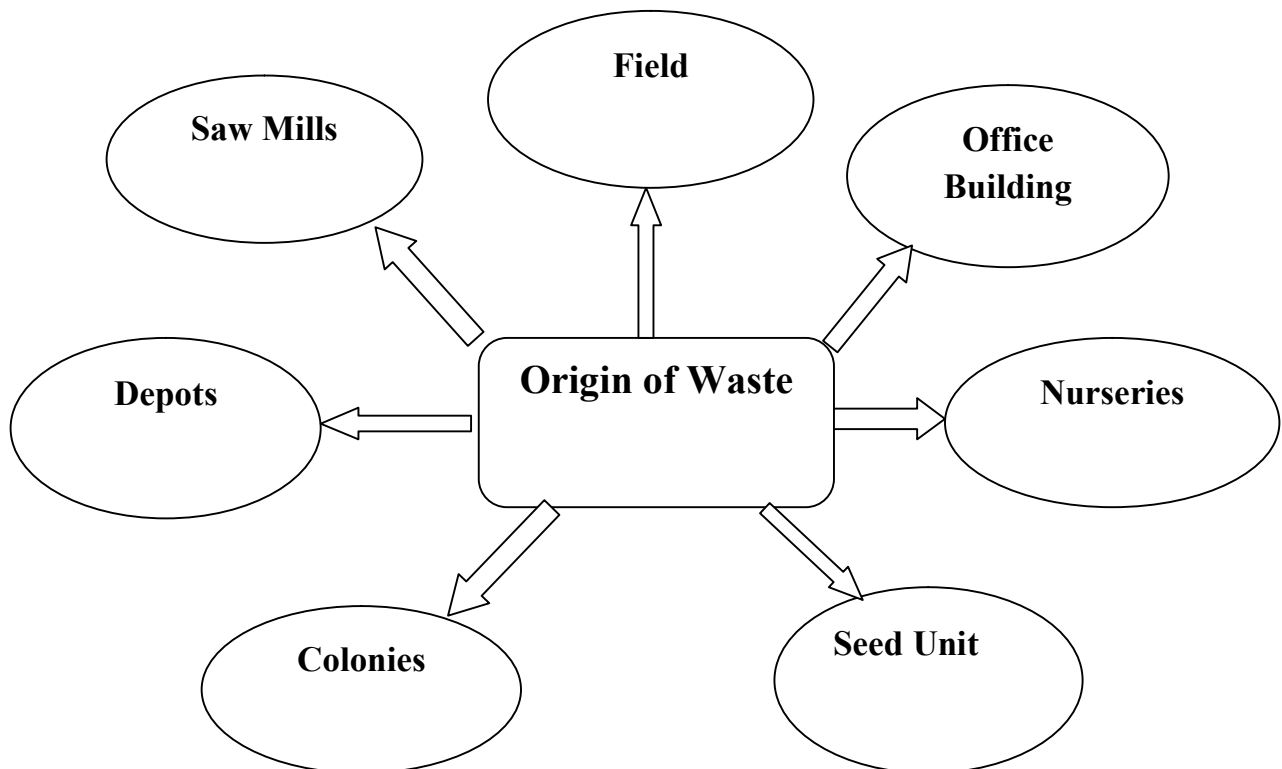 Field
Saw Mills
Office
Building
Origin of Waste
Depots
Nurseries
Colonies
Seed Unit